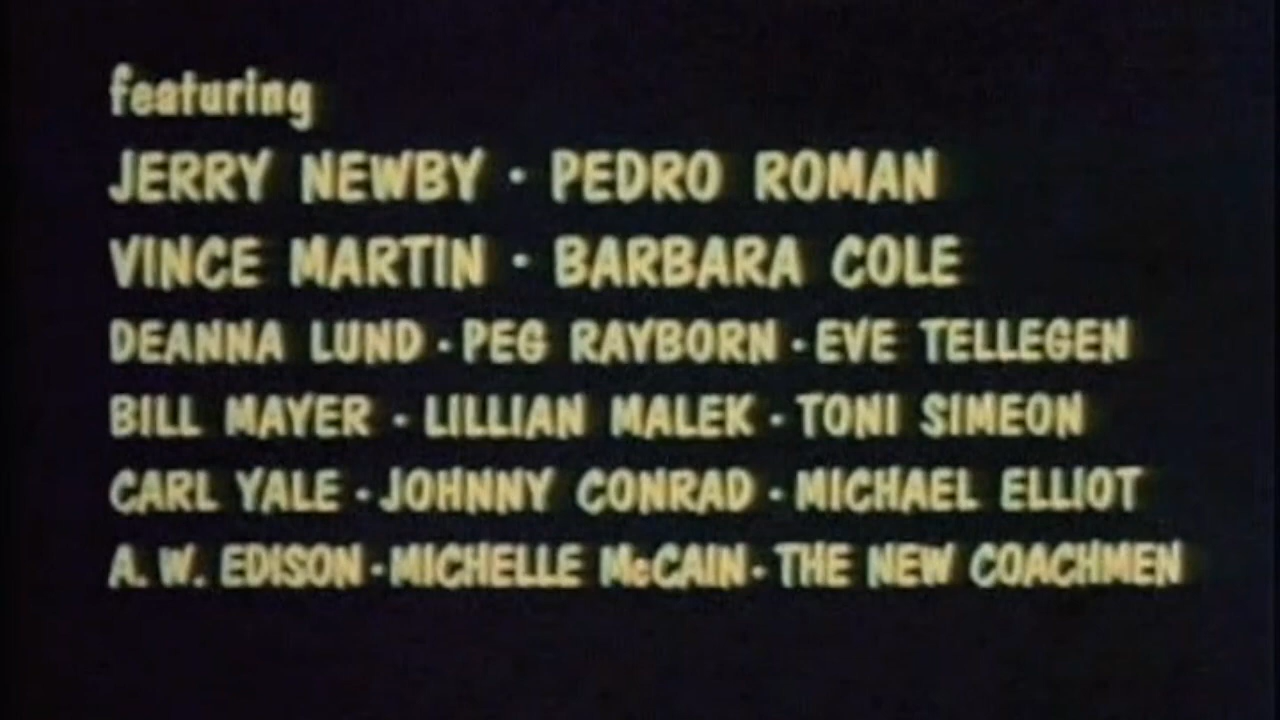 featuring
JERRY NEWBY · PEDRO ROMAN
VINCE MARTIN · BARBARA COLE
DEANNA LUND · PEG RAYBORN · EVE TELLEGEN
BILL MAYER · LILLIAN MALEK · TONI SIMEON
CARL YALE · JOHNNY CONRAD · MICHAEL ELLIOT
A. W. EDISON · MICHELLE McCAIN · THE NEW COACHMEN